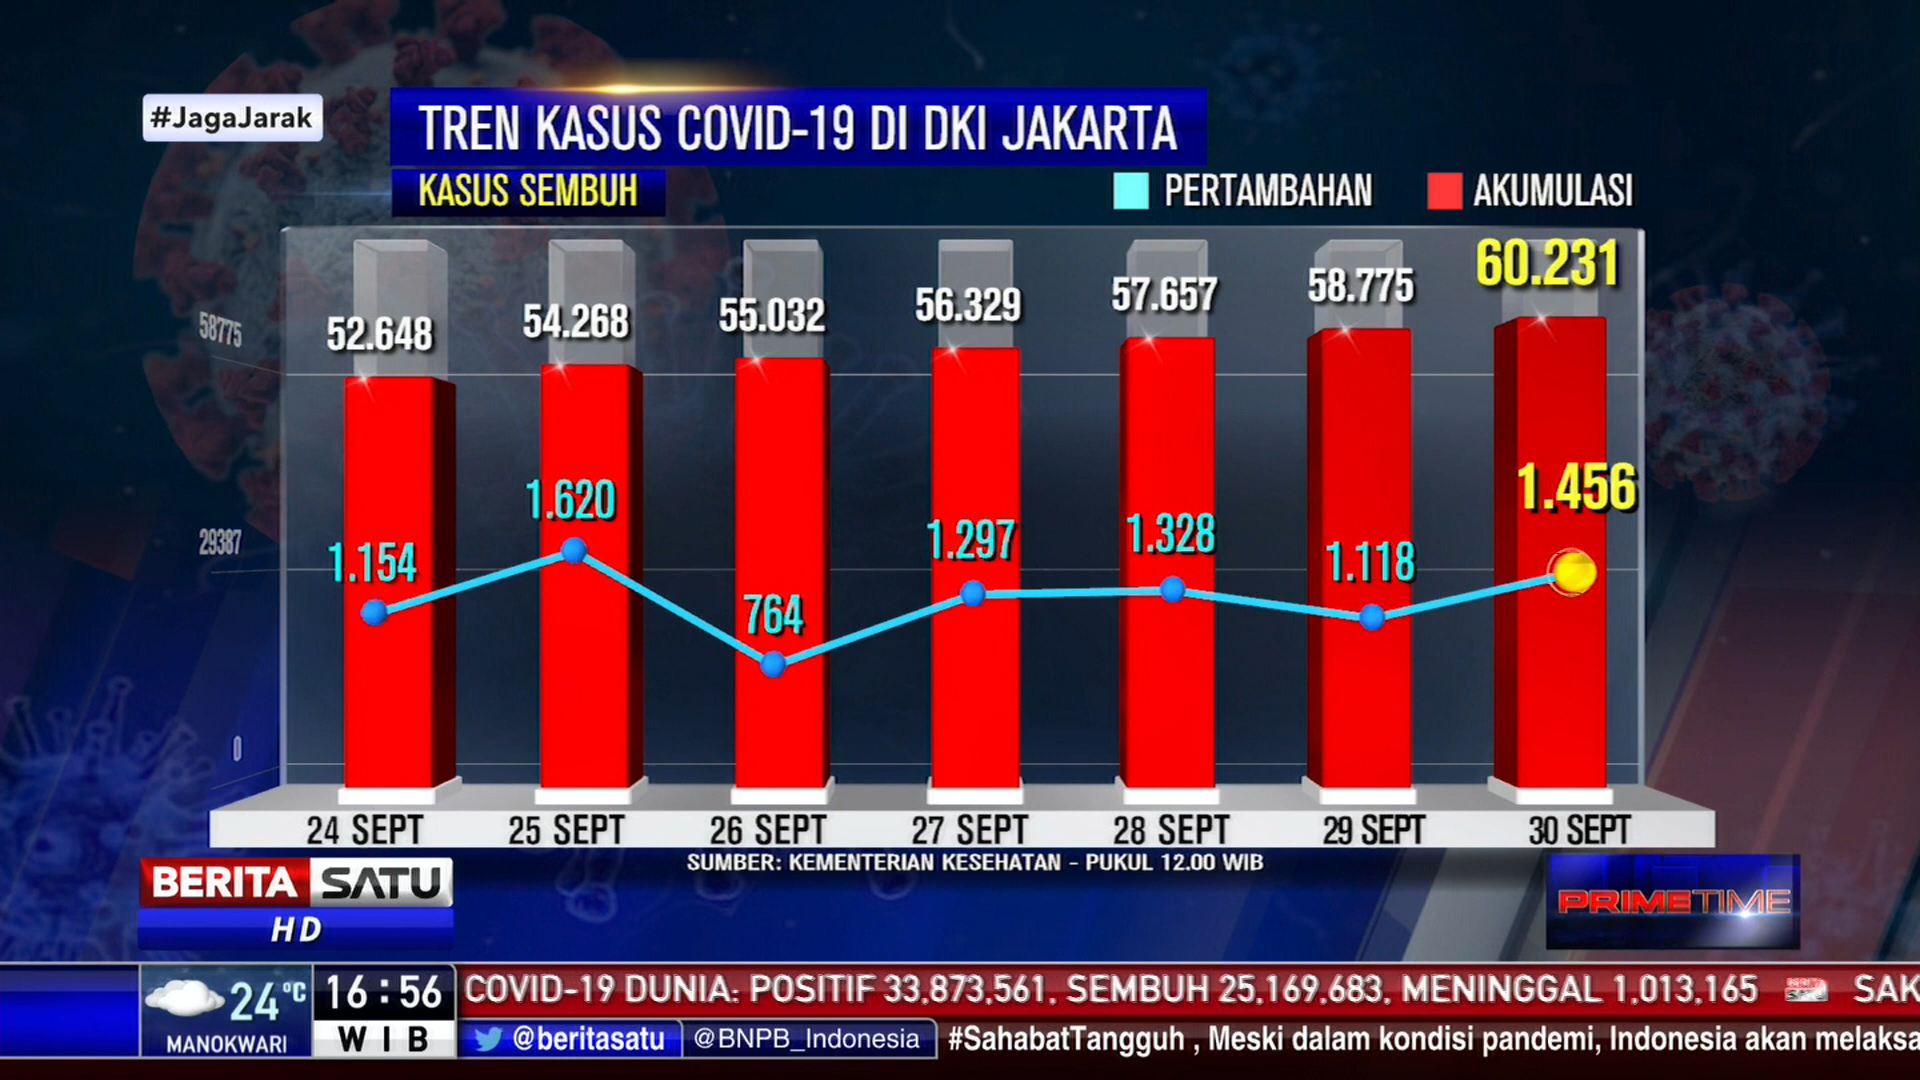 #JagaJarak
TREN KASUS COVID-19 DI DKI JAKARTA
KASUS SEMBUH
PERTAMBAHAN
AKUMULASI
52.648
54.268
55.032
56.329
57.657
58.775
60.231
58775
29387
0
1.154
1.620
764
1.297
1.328
1.118
1.456
24 SEPT
25 SEPT
26 SEPT
27 SEPT
28 SEPT
29 SEPT
30 SEPT
SUMBER: KEMENTERIAN KESEHATAN - PUKUL 12.00 WIB
BERITA SATU
HD
PRIMETIME
24°C
MANOKWARI
16:56
WIB
COVID-19 DUNIA: POSITIF 33,873,561, SEMBUH 25,169,683, MENINGGAL 1,013,165
BERITA SATU
SAK
@beritasatu
@BNPB_Indonesia
#SahabatTangguh , Meski dalam kondisi pandemi, Indonesia akan melaksa